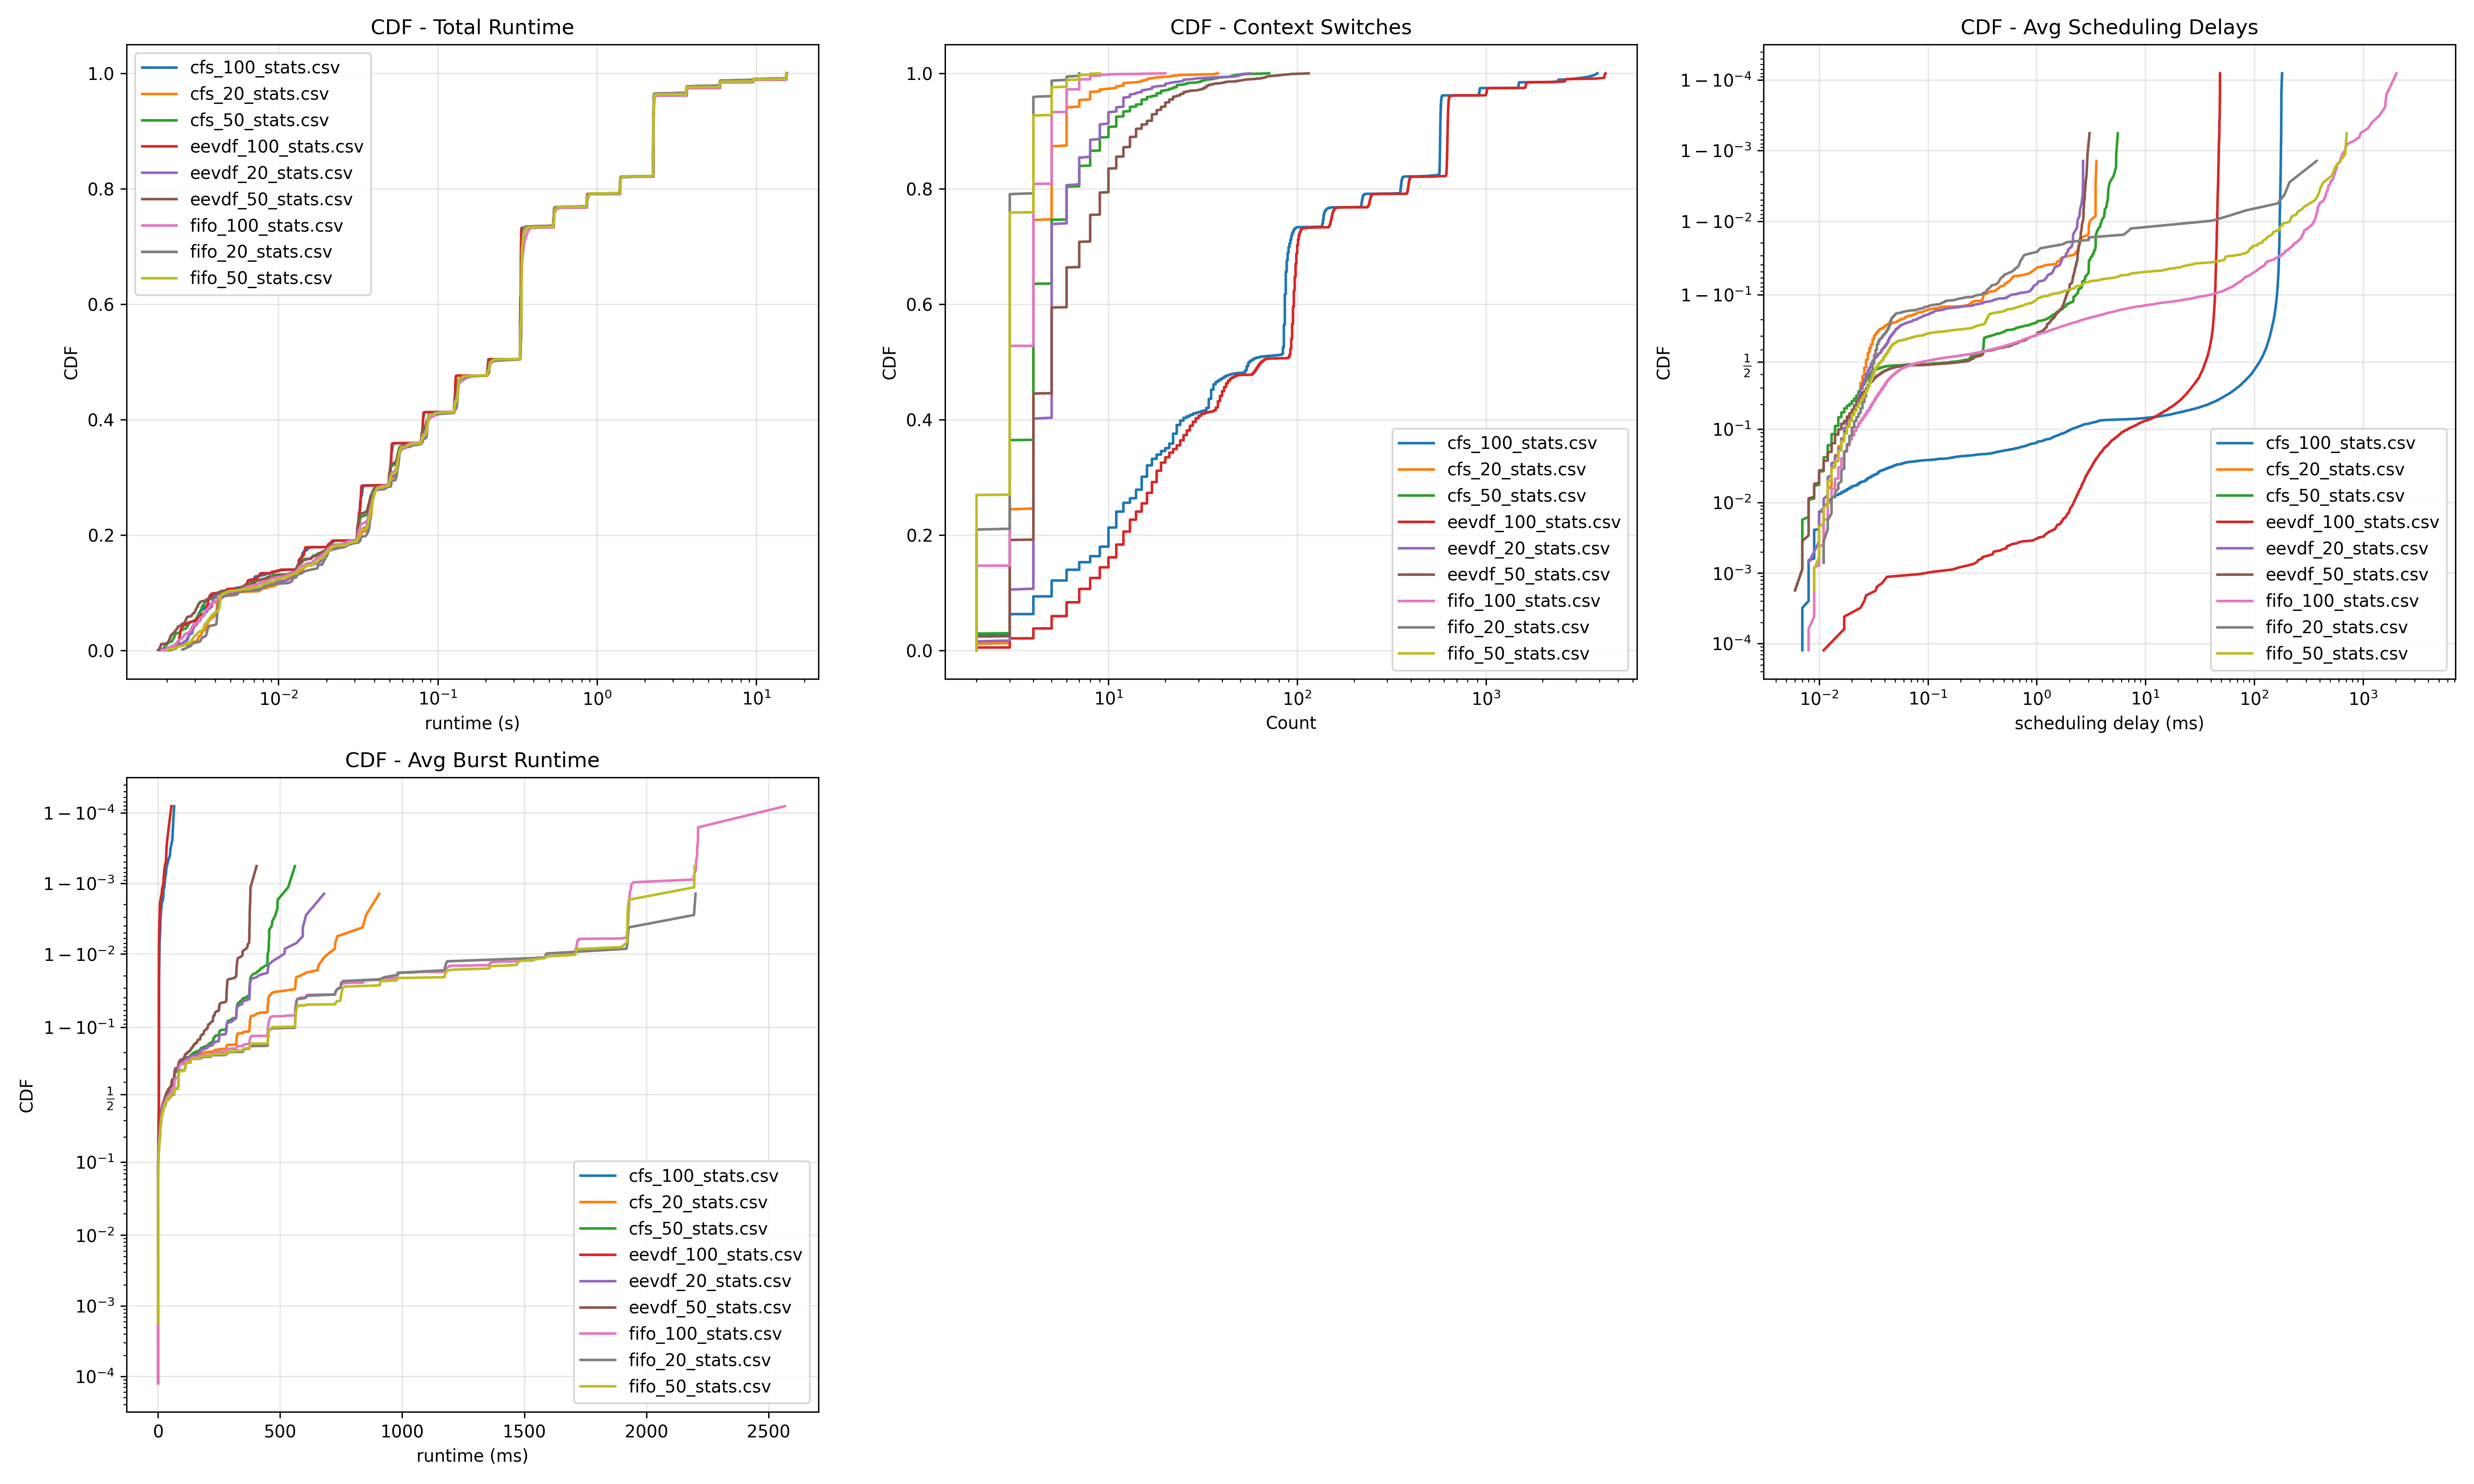 CDF - Total Runtime
CDF
1.0
0.8
0.6
0.4
0.2
0.0
cfs_100_stats.csv
cfs_20_stats.csv
cfs_50_stats.csv
eevdf_100_stats.csv
eevdf_20_stats.csv
eevdf_50_stats.csv
fifo_100_stats.csv
fifo_20_stats.csv
fifo_50_stats.csv
10⁻² 10⁻¹ 10⁰ 10¹
runtime (s)
CDF - Context Switches
CDF
1.0
0.8
0.6
0.4
0.2
0.0
cfs_100_stats.csv
cfs_20_stats.csv
cfs_50_stats.csv
eevdf_100_stats.csv
eevdf_20_stats.csv
eevdf_50_stats.csv
fifo_100_stats.csv
fifo_20_stats.csv
fifo_50_stats.csv
10¹ 10² 10³
Count
CDF - Avg Scheduling Delays
CDF
1 − 10⁻⁴
1 − 10⁻³
1 − 10⁻²
1 − 10⁻¹
1/2
10⁻¹
10⁻²
10⁻³
10⁻⁴
cfs_100_stats.csv
cfs_20_stats.csv
cfs_50_stats.csv
eevdf_100_stats.csv
eevdf_20_stats.csv
eevdf_50_stats.csv
fifo_100_stats.csv
fifo_20_stats.csv
fifo_50_stats.csv
10⁻² 10⁻¹ 10⁰ 10¹ 10² 10³
scheduling delay (ms)
CDF - Avg Burst Runtime
CDF
1 − 10⁻⁴
1 − 10⁻³
1 − 10⁻²
1 − 10⁻¹
1/2
10⁻¹
10⁻²
10⁻³
10⁻⁴
cfs_100_stats.csv
cfs_20_stats.csv
cfs_50_stats.csv
eevdf_100_stats.csv
eevdf_20_stats.csv
eevdf_50_stats.csv
fifo_100_stats.csv
fifo_20_stats.csv
fifo_50_stats.csv
0 500 1000 1500 2000 2500
runtime (ms)